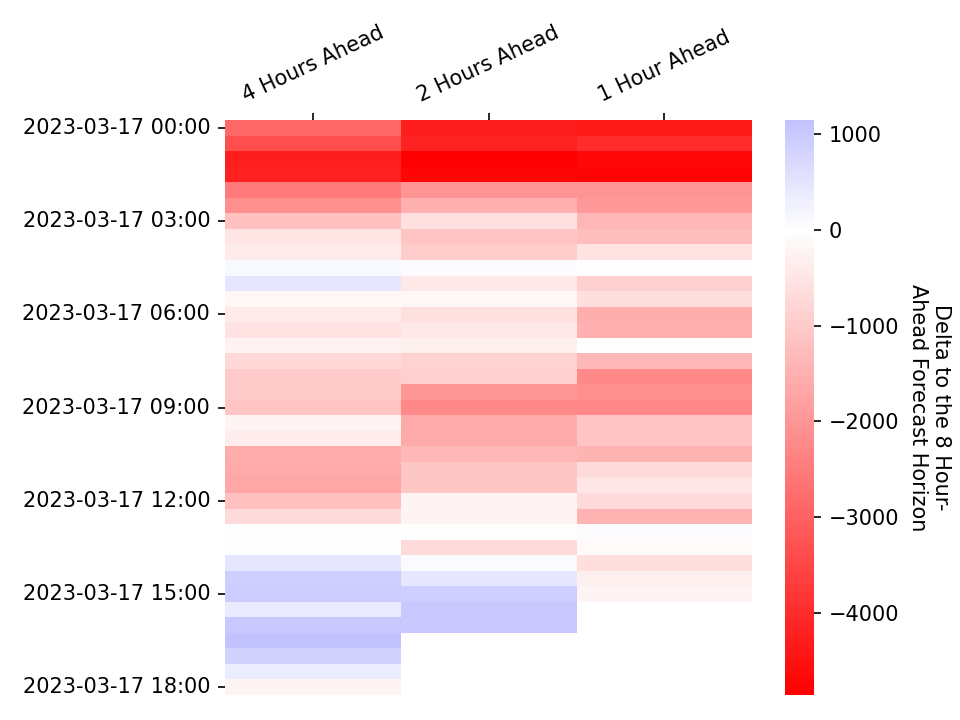 4 Hours Ahead
2 Hours Ahead
1 Hour Ahead
2023-03-17 00:00
2023-03-17 03:00
2023-03-17 06:00
2023-03-17 09:00
2023-03-17 12:00
2023-03-17 15:00
2023-03-17 18:00
1000
0
−1000
−2000
−3000
−4000
Delta to the 8 Hour-
Ahead Forecast Horizon